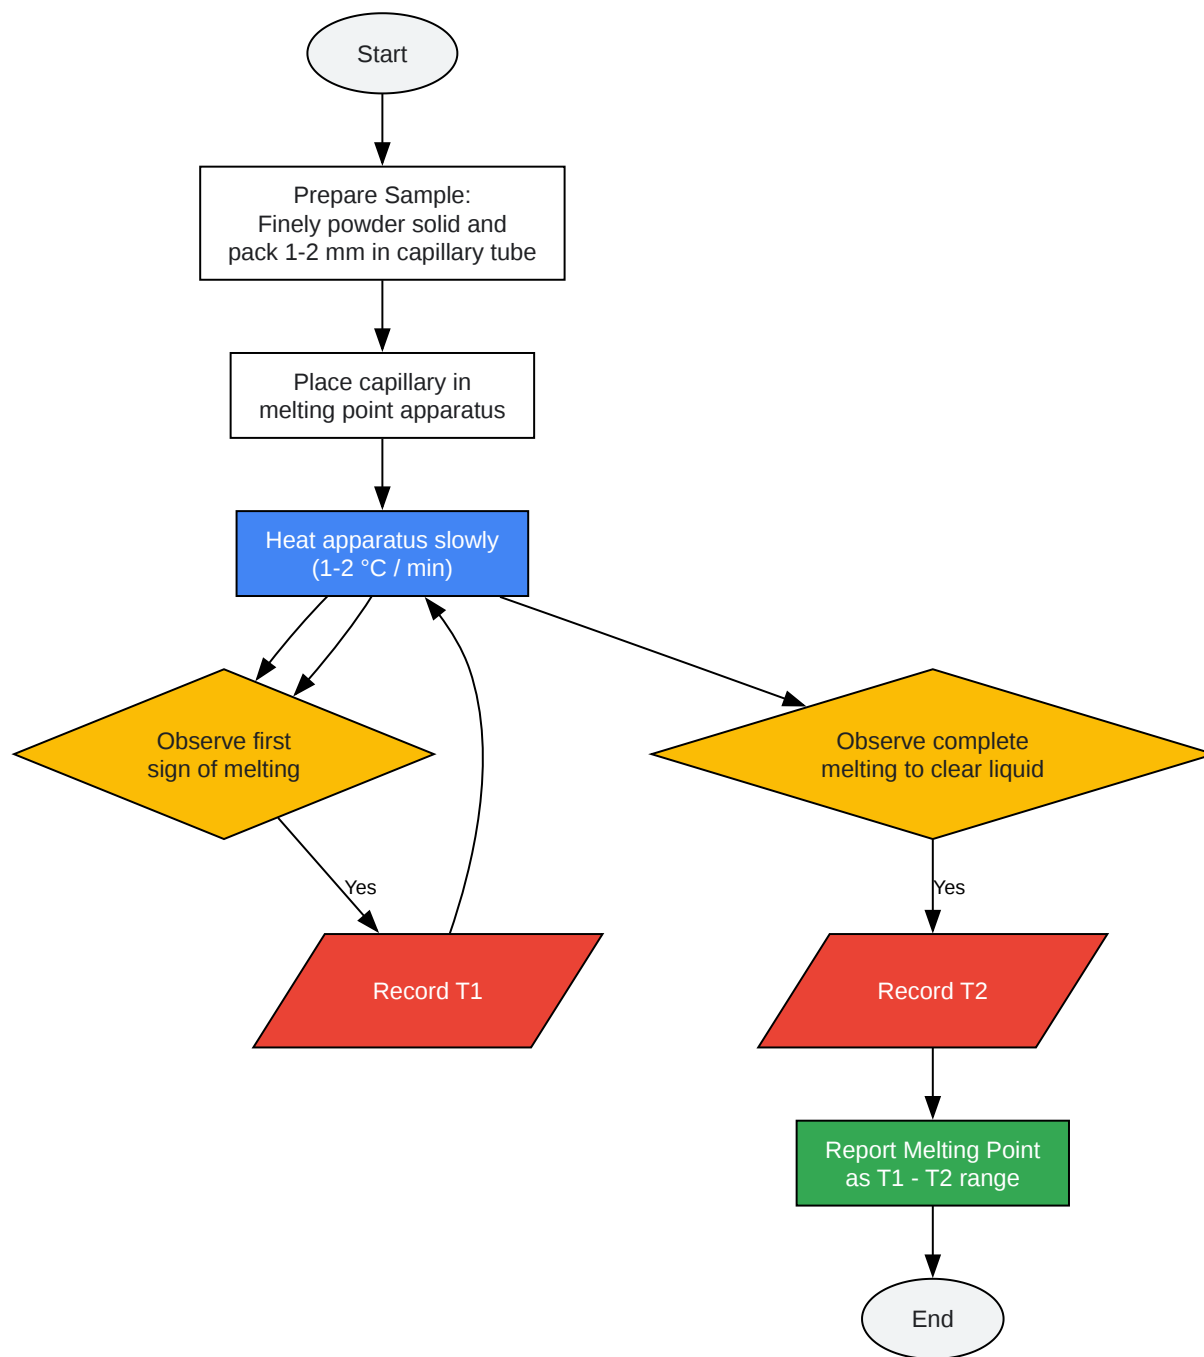 Start
Prepare Sample:
Finely powder solid and
pack 1-2 mm in capillary tube
Place capillary in
melting point apparatus
Heat apparatus slowly
(1-2 °C / min)
Observe first
sign of melting
Observe complete
melting to clear liquid
Yes
Yes
Record T1
Record T2
Report Melting Point
as T1 - T2 range
End